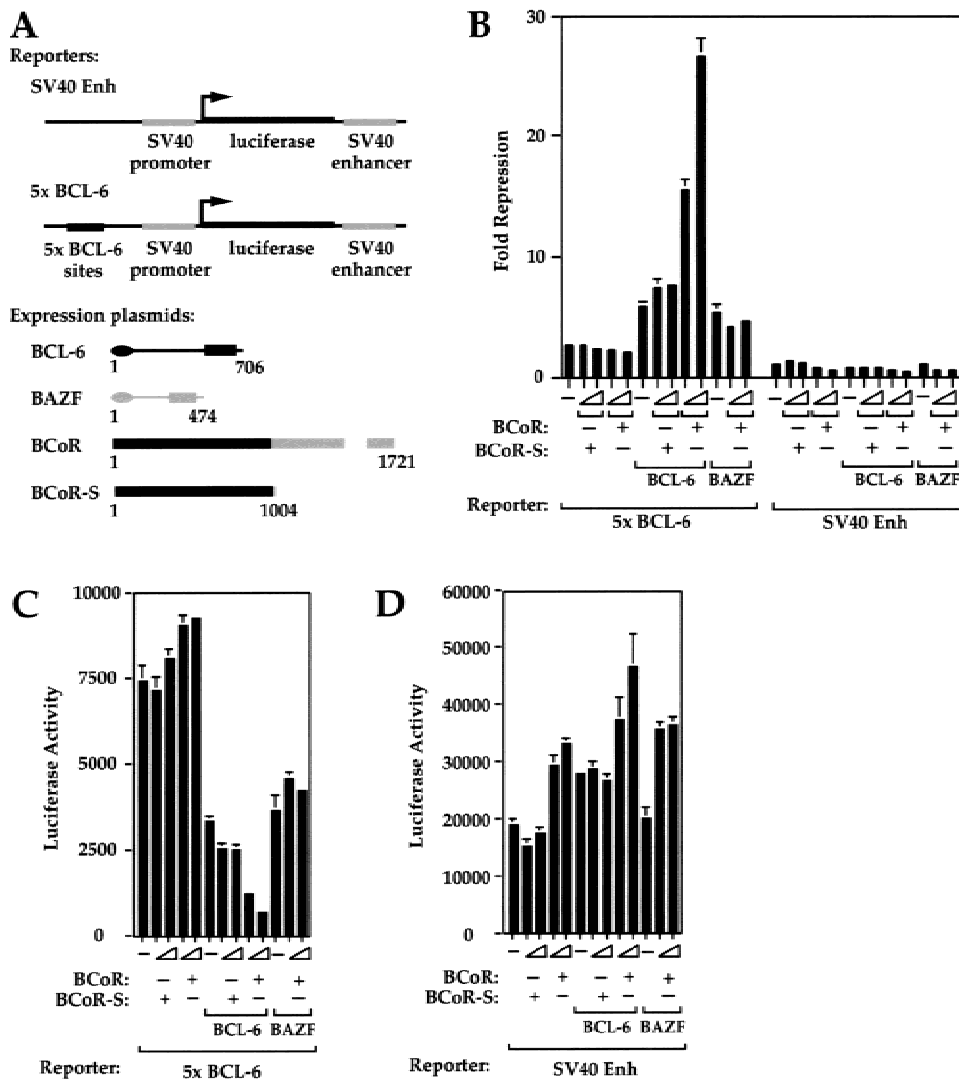 A
Reporters:
SV40 Enh
SV40 promoter
luciferase
SV40 enhancer
5x BCL-6
5x BCL-6 sites
SV40 promoter
luciferase
SV40 enhancer
Expression plasmids:
BCL-6
1 706
BAZF
1 474
BCoR
1 1721
BCoR-S
1 1004
B
Fold Repression
30
20
10
0
– – – –
BCoR: – + – + + – + – + +
BCoR-S: + – + – – + – + – –
BCL-6 BAZF BCL-6 BAZF
Reporter: 5x BCL-6 SV40 Enh
C
Luciferase Activity
10000
7500
5000
2500
0
– – –
BCoR: – + – + +
BCoR-S: + – + – –
BCL-6 BAZF
Reporter: 5x BCL-6
D
Luciferase Activity
60000
50000
40000
30000
20000
10000
0
– – –
BCoR: – + – + +
BCoR-S: + – + – –
BCL-6 BAZF
Reporter: SV40 Enh